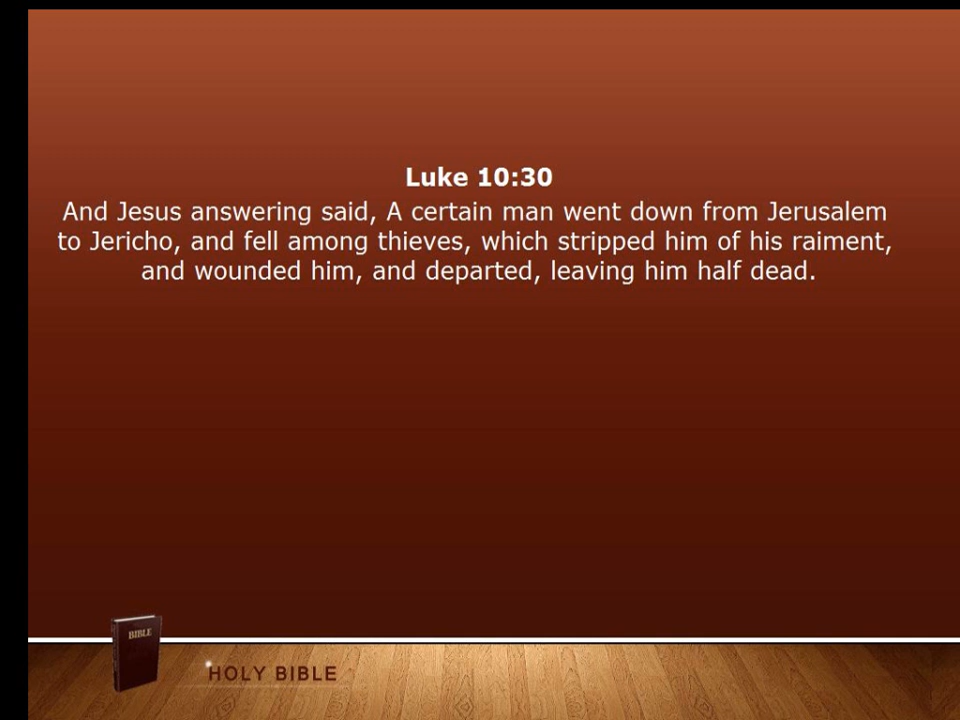 Luke 10:30
And Jesus answering said, A certain man went down from Jerusalem
to Jericho, and fell among thieves, which stripped him of his raiment,
and wounded him, and departed, leaving him half dead.
BIBLE
HOLY BIBLE